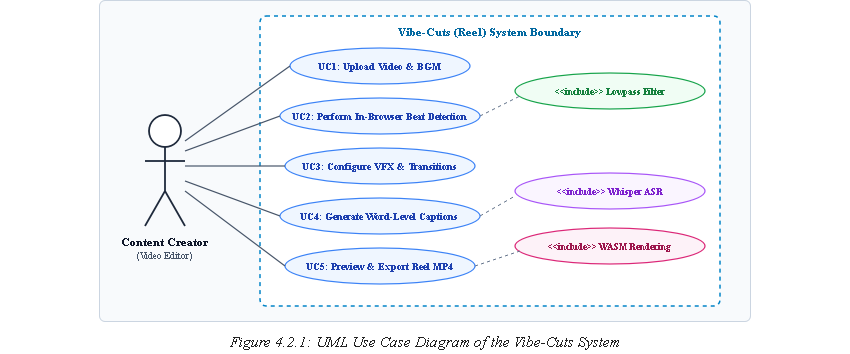 Vibe-Cuts (Reel) System Boundary
UC1: Upload Video & BGM
UC2: Perform In-Browser Beat Detection
<<include>> Lowpass Filter
UC3: Configure VFX & Transitions
<<include>> Whisper ASR
UC4: Generate Word-Level Captions
Content Creator
(Video Editor)
<<include>> WASM Rendering
UC5: Preview & Export Reel MP4
Figure 4.2.1: UML Use Case Diagram of the Vibe-Cuts System